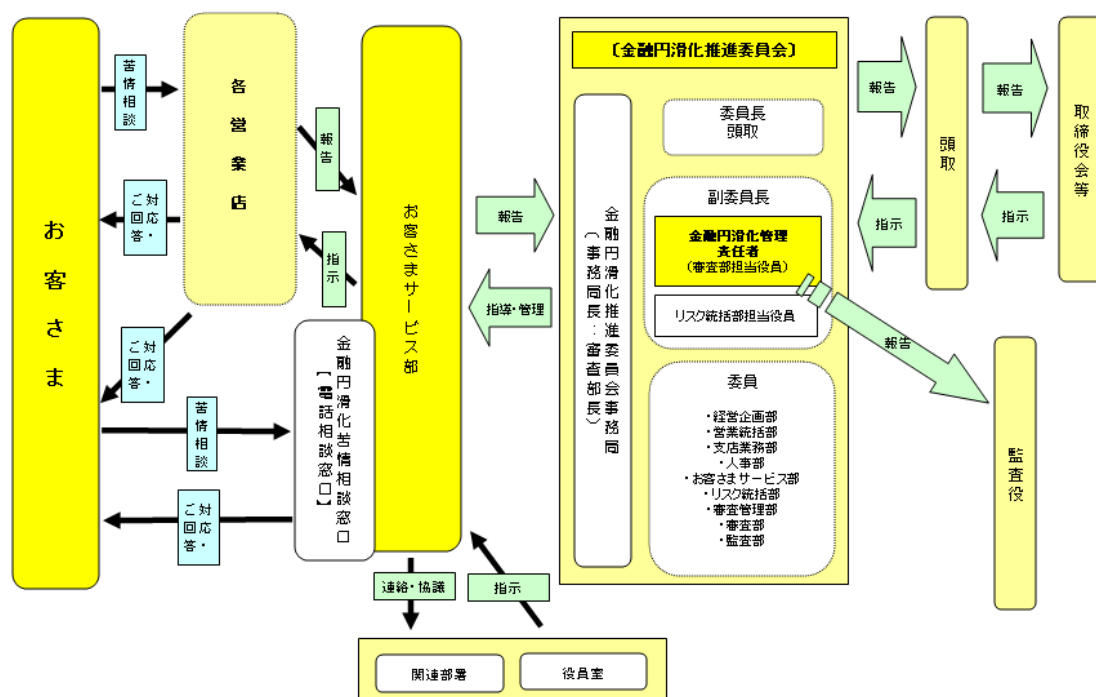 お客さま
苦情相談
各営業店
ご回答・対応
報告
指示
ご回答・対応
苦情相談
ご回答・対応
お客さまサービス部
金融円滑化苦情相談窓口
【電話相談窓口】
報告
指導・管理
連絡・協議
指示
関連部署
役員室
〔金融円滑化推進委員会〕
金融円滑化推進委員会事務局
(事務局長:審査部長)
委員長
頭取
副委員長
金融円滑化管理
責任者
(審査部担当役員)
リスク統括部担当役員
委員
・経営企画部
・営業統括部
・支店業務部
・人事部
・お客さまサービス部
・リスク統括部
・審査管理部
・審査部
・監査部
報告
指示
頭取
報告
指示
取締役会等
報告
監査役